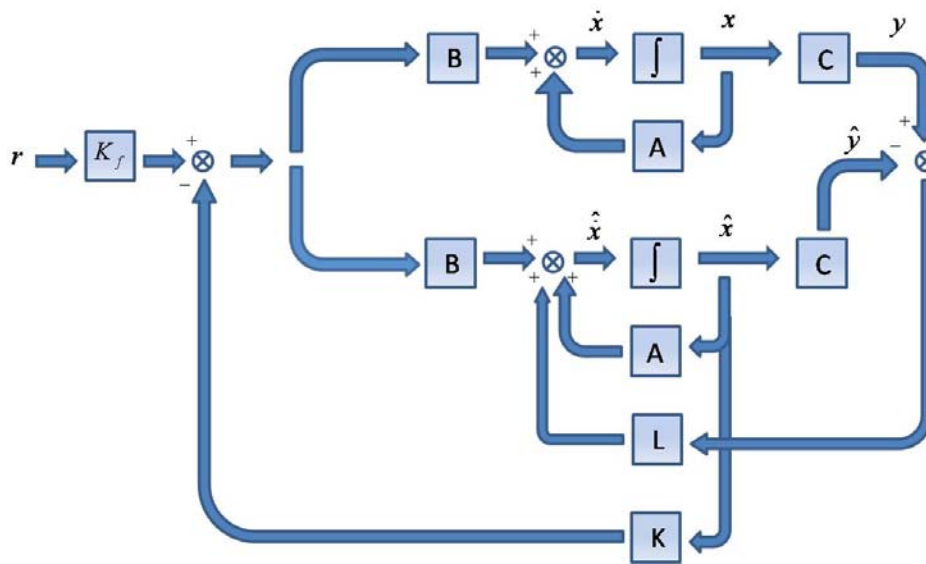 ẋ x y
+ B + ∫ C
+
A
r K_f + − ŷ − +
ẋ̂ x̂
+ B + + ∫ C
A
L
K